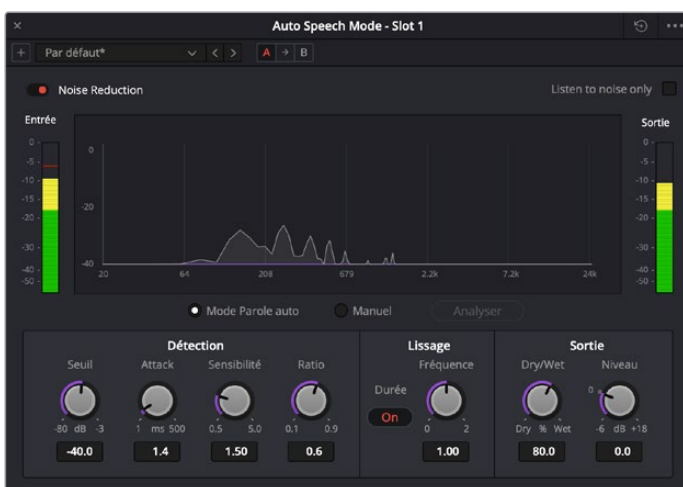 Auto Speech Mode - Slot 1
Par défaut*
A
B
Noise Reduction
Listen to noise only
Entrée
Sortie
0
-5
-10
-15
-20
-30
-40
-50
0
-20
-40
20 64 208 679 2.2k 7.2k 24k
0
-5
-10
-15
-20
-30
-40
-50
Mode Parole auto
Manuel
Analyser
Détection
Seuil Attack Sensibilité Ratio
-80 dB -3
1 ms 500
0.5 5.0
0.1 0.9
-40.0 1.4 1.50 0.6
Lissage
Fréquence
Durée
On
0 2
1.00
Sortie
Dry/Wet Niveau
0
Dry % Wet
-6 dB +18
80.0 0.0